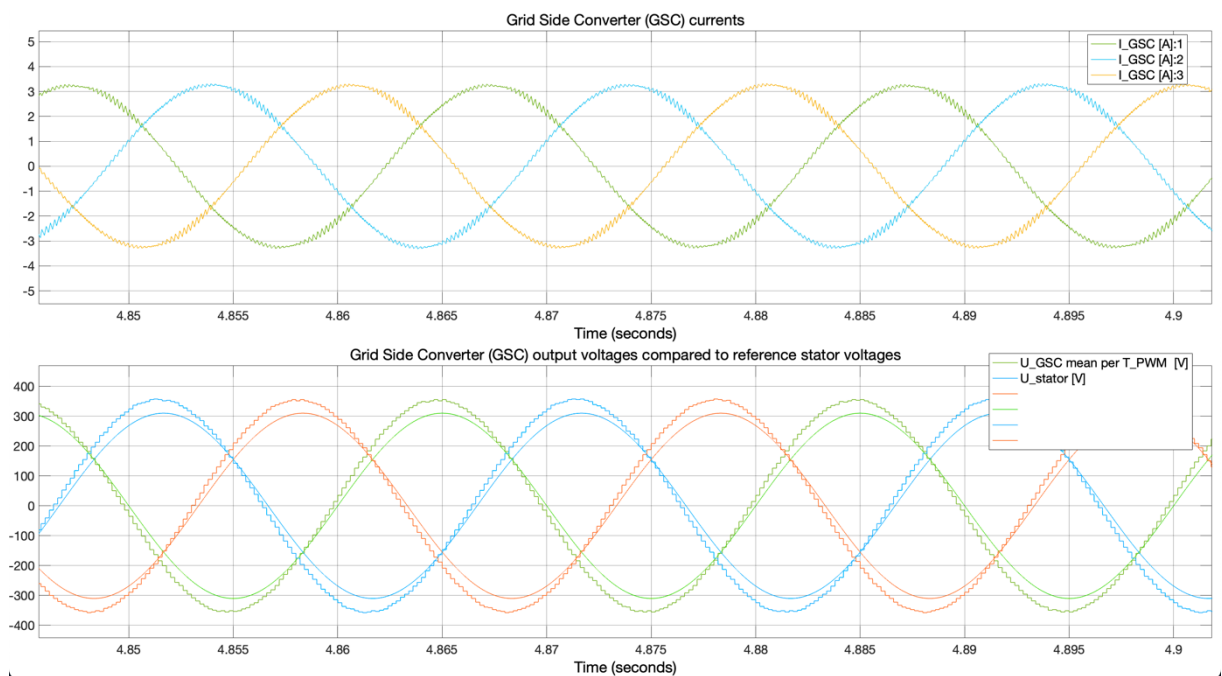 Grid Side Converter (GSC) currents
I_GSC [A]:1
I_GSC [A]:2
I_GSC [A]:3
5
4
3
2
1
0
-1
-2
-3
-4
-5
4.85 4.855 4.86 4.865 4.87 4.875 4.88 4.885 4.89 4.895 4.9
Time (seconds)
Grid Side Converter (GSC) output voltages compared to reference stator voltages
U_GSC mean per T_PWM [V]
U_stator [V]
400
300
200
100
0
-100
-200
-300
-400
4.85 4.855 4.86 4.865 4.87 4.875 4.88 4.885 4.89 4.895 4.9
Time (seconds)